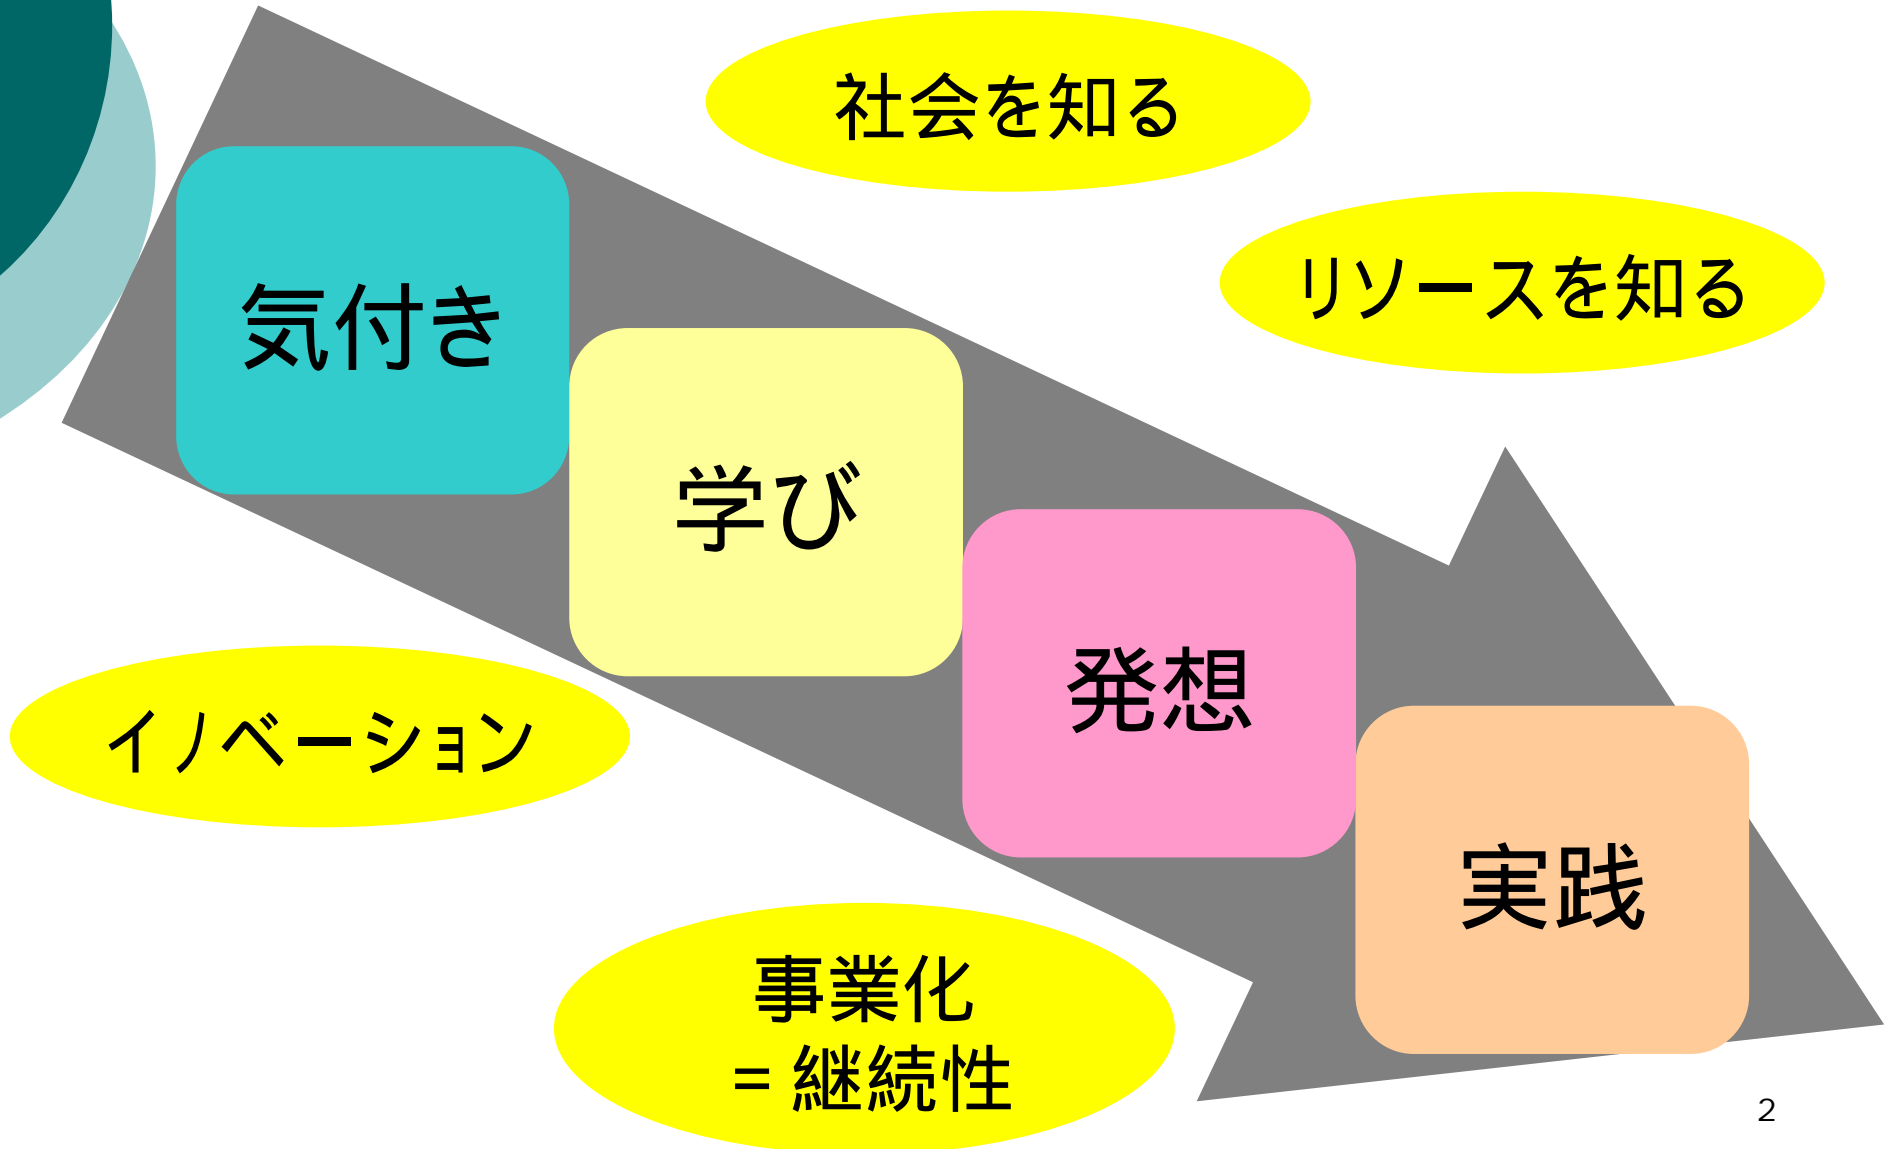 社会を知る
リソースを知る
気付き
学び
発想
実践
イノベーション
事業化
= 継続性
2